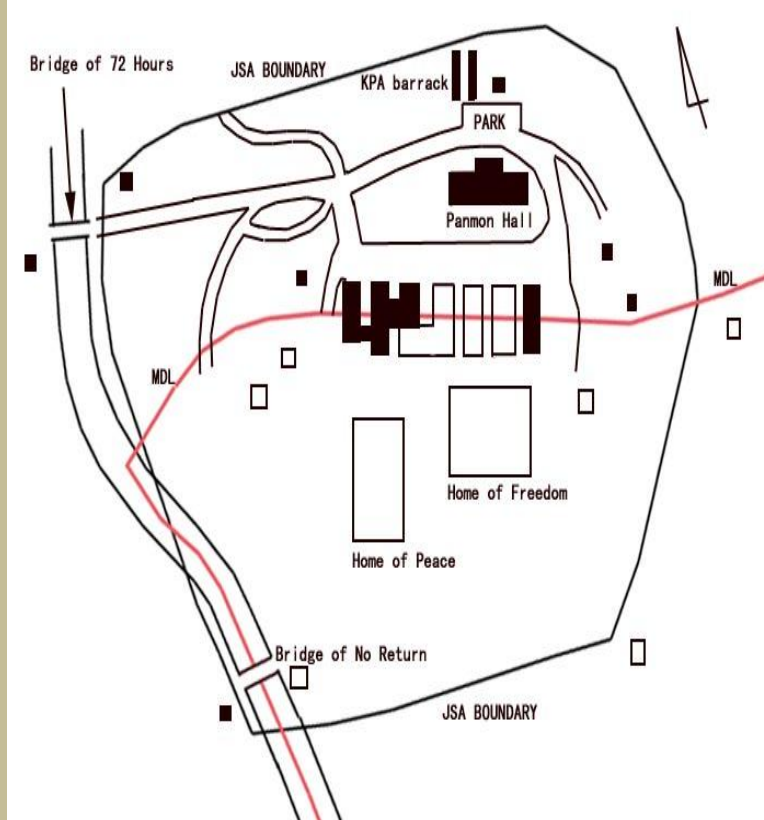 Bridge of 72 Hours
JSA BOUNDARY
KPA barrack
PARK
Panmon Hall
MDL
MDL
Home of Freedom
Home of Peace
Bridge of No Return
JSA BOUNDARY